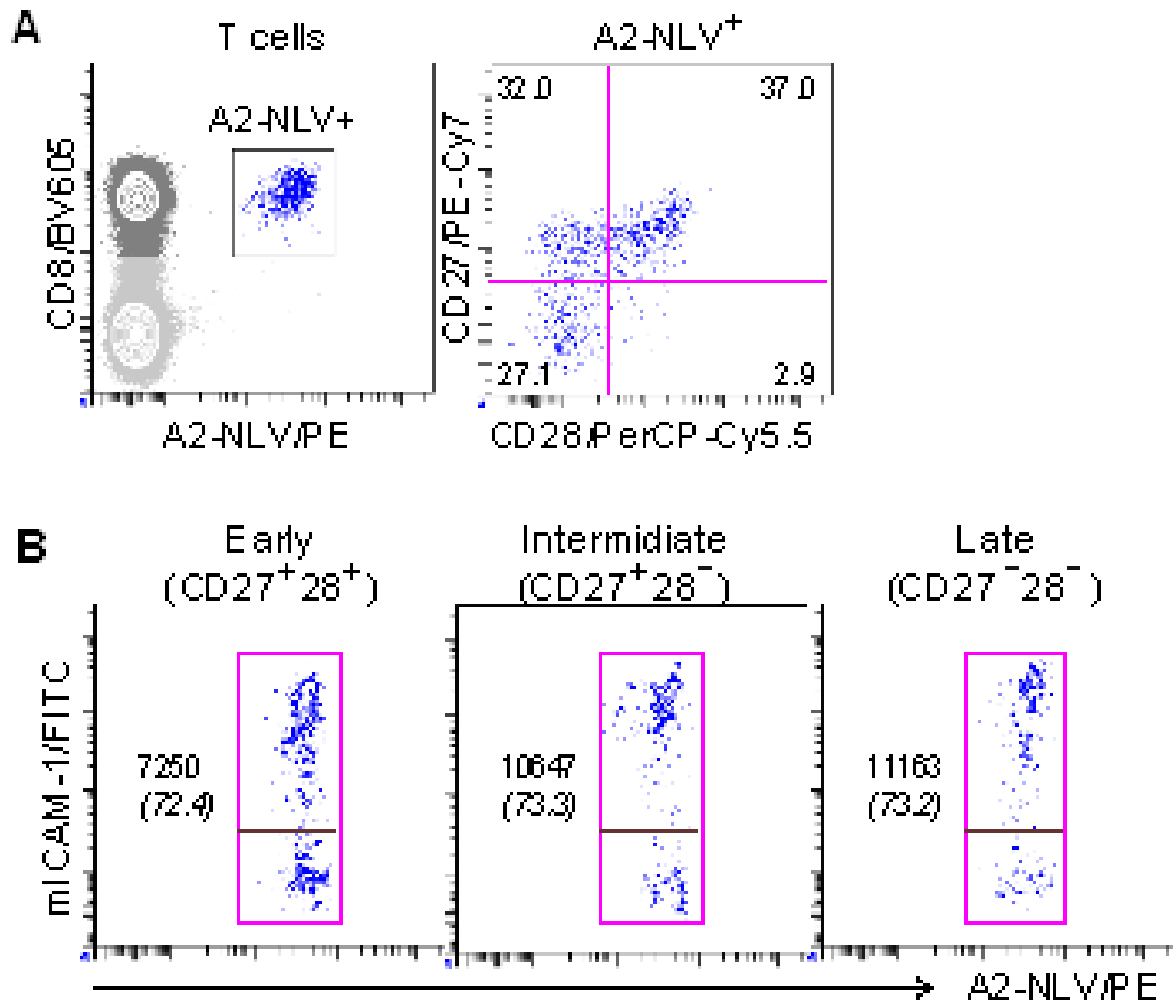 A
T cells
A2-NLV+
CD8/BV605
A2-NLV/PE
A2-NLV⁺
32.0
37.0
27.1
2.9
CD27/PE-Cy7
CD28/PerCP-Cy5.5
B
Early
(CD27⁺28⁺)
Intermidiate
(CD27⁺28⁻)
Late
(CD27⁻28⁻)
mICAM-1/FITC
7250
(72.4)
10647
(73.3)
11163
(73.2)
A2-NLV/PE